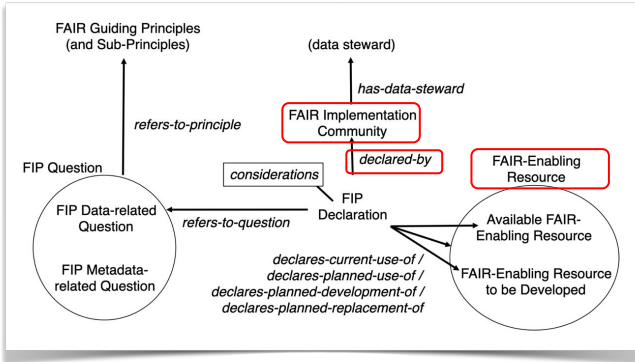 FAIR Guiding Principles
(and Sub-Principles)
(data steward)
has-data-steward
FAIR Implementation
Community
refers-to-principle
declared-by
FAIR-Enabling
Resource
FIP Question
considerations
FIP
Declaration
FIP Data-related
Question
refers-to-question
Available FAIR-
Enabling Resource
FIP Metadata-
related Question
declares-current-use-of /
declares-planned-use-of /
declares-planned-development-of /
declares-planned-replacement-of
FAIR-Enabling Resource
to be Developed